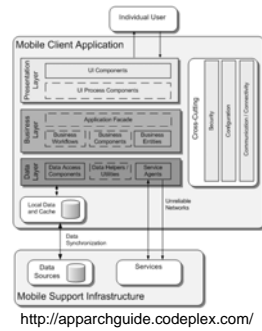 Individual User
Mobile Client Application
Presentation
Layer
UI Components
UI Process Components
Business
Layer
Application Facade
Business
Workflows
Business
Components
Business
Entities
Data
Layer
Data Access
Components
Data Helpers /
Utilities
Service
Agents
Cross-Cutting
Security
Configuration
Communication / Connectivity
Local Data
and Cache
Unreliable
Networks
Data
Synchronization
Data
Sources
Services
Mobile Support Infrastructure
http://apparchguide.codeplex.com/